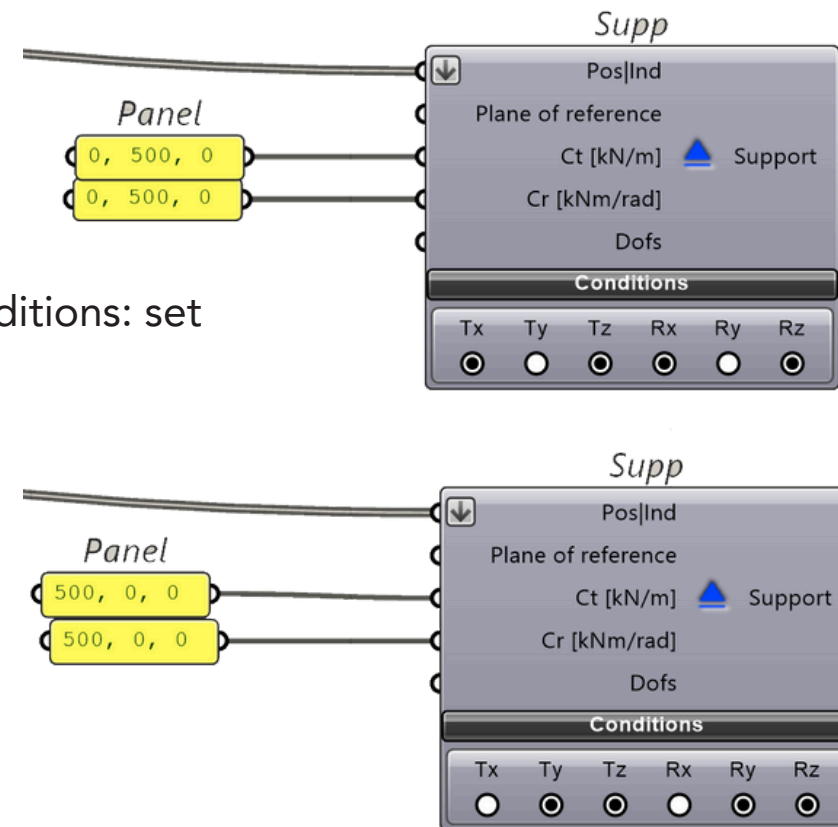 Supp
Pos|Ind
Panel
Plane of reference
0, 500, 0
Ct [kN/m] Support
0, 500, 0
Cr [kNm/rad]
Dofs
Conditions
ditions: set
Tx Ty Tz Rx Ry Rz
Supp
Pos|Ind
Panel
Plane of reference
500, 0, 0
Ct [kN/m] Support
500, 0, 0
Cr [kNm/rad]
Dofs
Conditions
Tx Ty Tz Rx Ry Rz